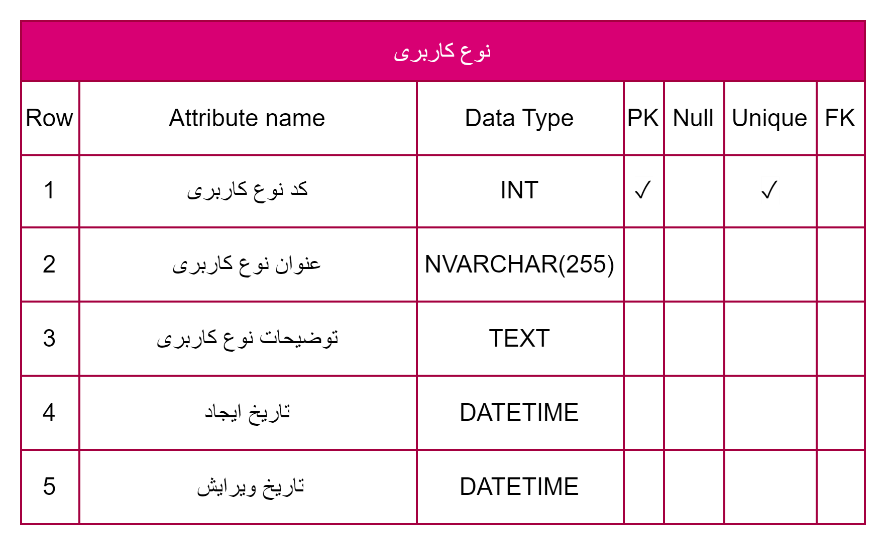 نوع کاربری
Row Attribute name Data Type PK Null Unique FK
1 کد نوع کاربری INT ✓ ✓
2 عنوان نوع کاربری NVARCHAR(255)
3 توضیحات نوع کاربری TEXT
4 تاریخ ایجاد DATETIME
5 تاریخ ویرایش DATETIME